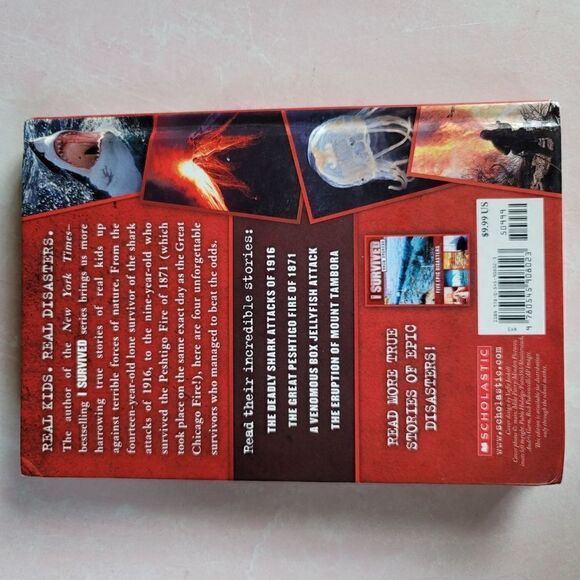 REAL KIDS. REAL DISASTERS.
The author of the New York Times–
bestselling I SURVIVED series brings us more
harrowing true stories of real kids up
against terrible forces of nature. From the
fourteen-year-old lone survivor of the shark
attacks of 1916, to the nine-year-old who
survived the Peshtigo Fire of 1871 (which
took place on the same exact day as the Great
Chicago Fire!), here are four unforgettable
survivors who managed to beat the odds.
Read their incredible stories:
THE DEADLY SHARK ATTACKS OF 1916
THE GREAT PESHTIGO FIRE OF 1871
A VENOMOUS BOX JELLYFISH ATTACK
THE ERUPTION OF MOUNT TAMBORA
I SURVIVED
READ MORE TRUE
STORIES OF EPIC
DISASTERS!
$9.99 US
50999
SCHOLASTIC
www.scholastic.com